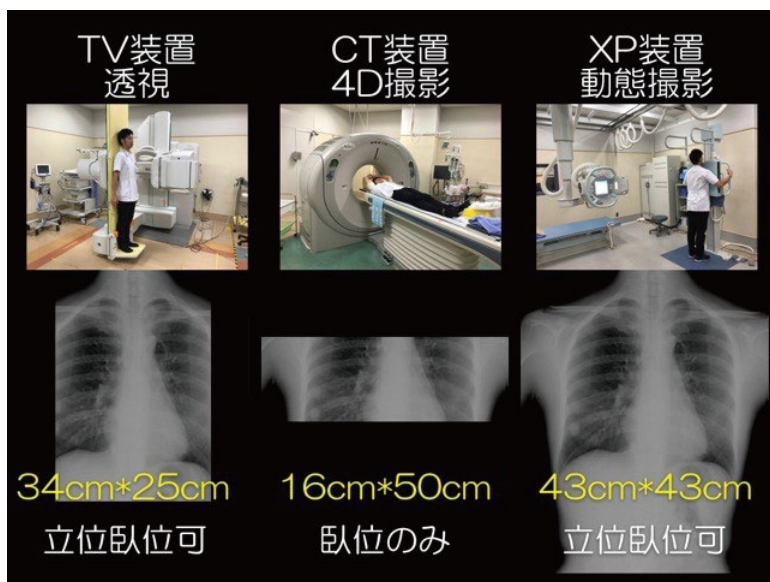 TV装置
透視
CT装置
4D撮影
XP装置
動態撮影
34cm*25cm
16cm*50cm
43cm*43cm
立位臥位可
臥位のみ
立位臥位可